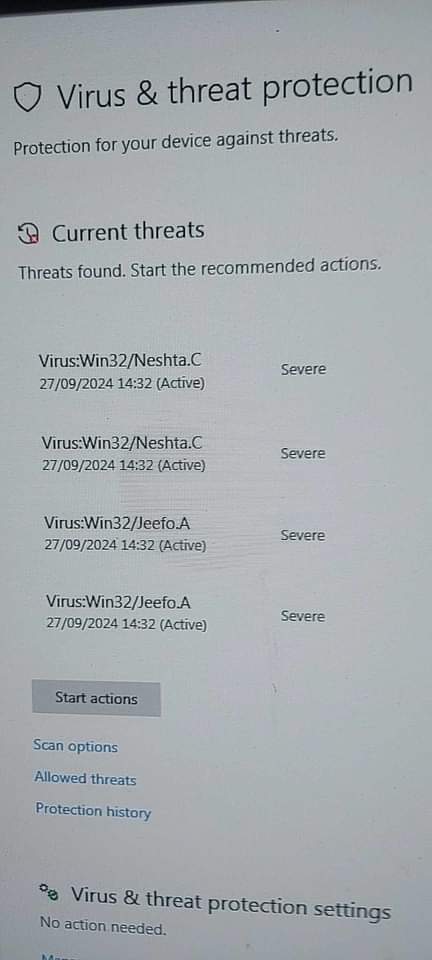 Virus & threat protection
Protection for your device against threats.
Current threats
Threats found. Start the recommended actions.
Virus:Win32/Neshta.C
27/09/2024 14:32 (Active)
Severe
Virus:Win32/Neshta.C
27/09/2024 14:32 (Active)
Severe
Virus:Win32/Jeefo.A
27/09/2024 14:32 (Active)
Severe
Virus:Win32/Jeefo.A
27/09/2024 14:32 (Active)
Severe
Start actions
Scan options
Allowed threats
Protection history
Virus & threat protection settings
No action needed.